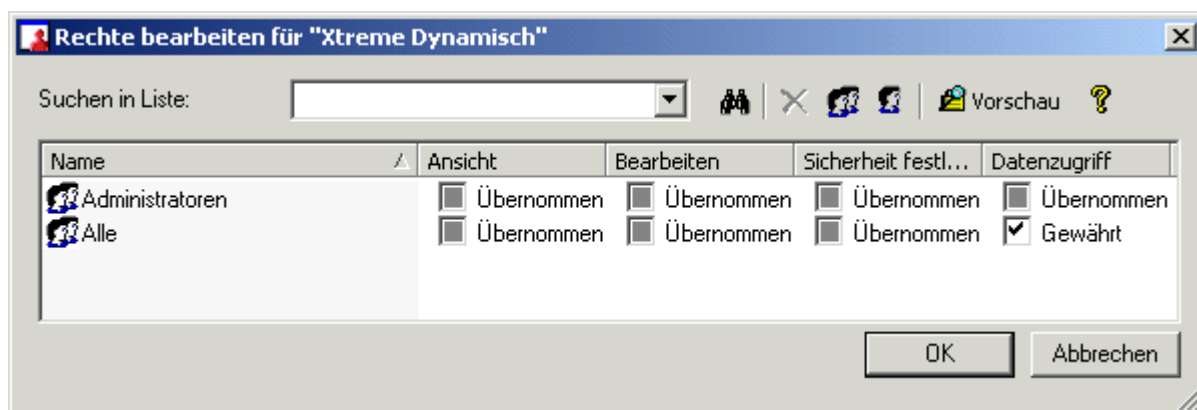 Rechte bearbeiten für "Xtreme Dynamisch"
Suchen in Liste: Vorschau
Name Ansicht Bearbeiten Sicherheit festl... Datenzugriff
Administratoren Übernommen Übernommen Übernommen Übernommen
Alle Übernommen Übernommen Übernommen Gewährt
OK Abbrechen